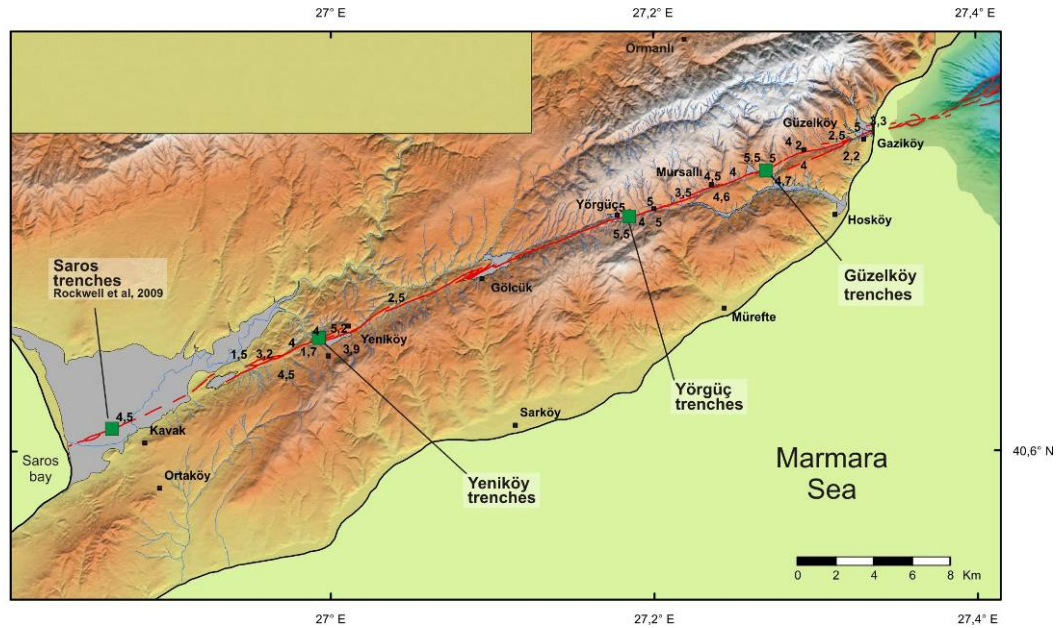 27° E
27,2° E
27,4° E
Ormanlı
Güzelköy
5
3,3
2,5
Gaziköy
4
2
2,2
5,5
5
4
Mursallı
4,5
4
4,7
3,5
4,6
Hosköy
Yörgüç
5
5
4
5
5,5
Güzelköy
trenches
Saros
trenches
Rockwell et al, 2009
Gölcük
2,5
Mürefte
4
5,2
Yeniköy
4
1,5
3,2
1,7
3,9
4,5
Yörgüç
trenches
4,5
Kavak
Sarköy
Saros
bay
40,6° N
Marmara
Sea
Ortaköy
Yeniköy
trenches
0
2
4
6
8
Km
27° E
27,2° E
27,4° E